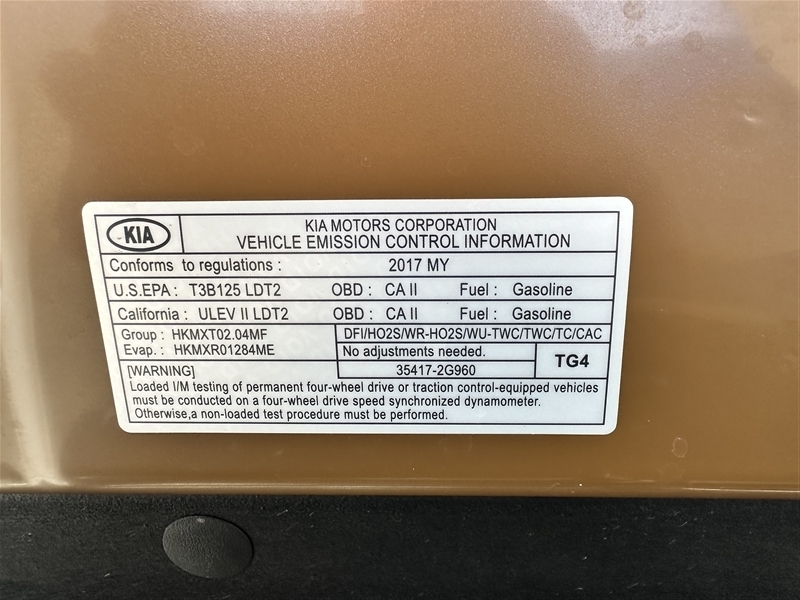 KIA
KIA MOTORS CORPORATION
VEHICLE EMISSION CONTROL INFORMATION
Conforms to regulations : 2017 MY
U.S.EPA : T3B125 LDT2 OBD : CA II Fuel : Gasoline
California : ULEV II LDT2 OBD : CA II Fuel : Gasoline
Group : HKMXT02.04MF DFI/HO2S/WR-HO2S/WU-TWC/TWC/TC/CAC
Evap. : HKMXR01284ME No adjustments needed. TG4
[WARNING] 35417-2G960
Loaded I/M testing of permanent four-wheel drive or traction control-equipped vehicles
must be conducted on a four-wheel drive speed synchronized dynamometer.
Otherwise,a non-loaded test procedure must be performed.